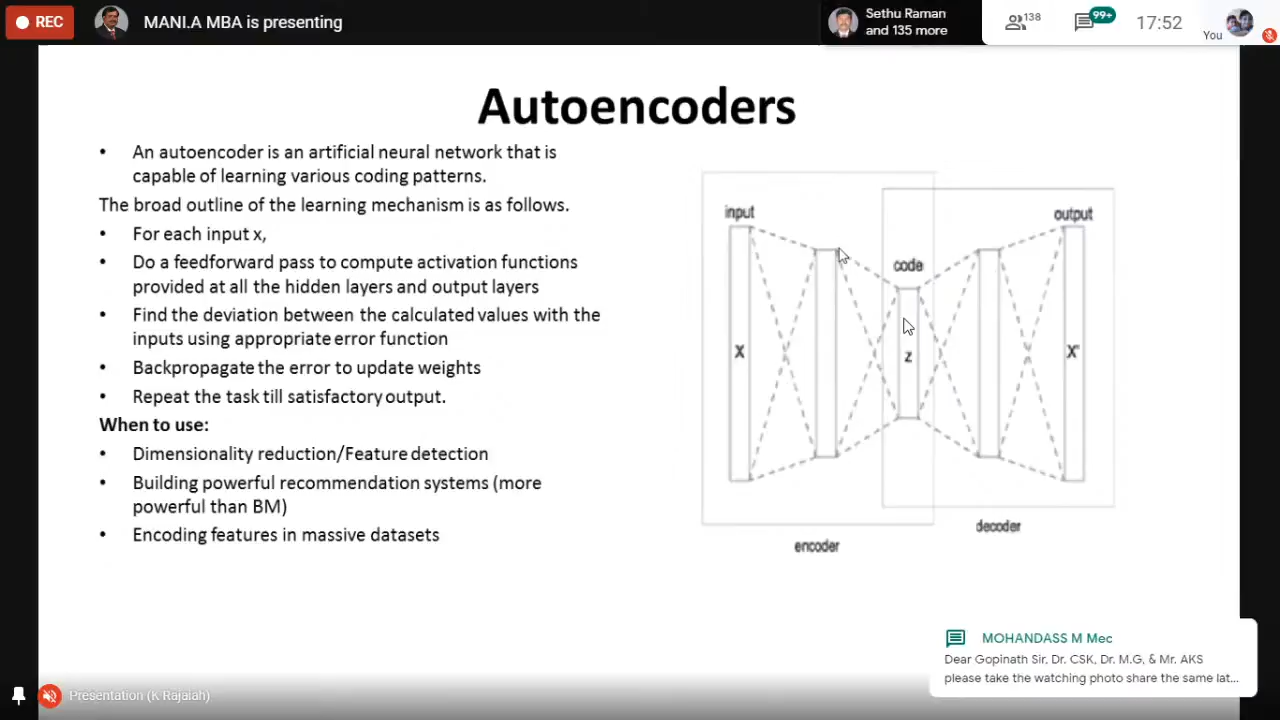 REC
MANI.A MBA is presenting
Sethu Raman
and 135 more
138
99+
17:52
You
Autoencoders
• An autoencoder is an artificial neural network that is
capable of learning various coding patterns.
The broad outline of the learning mechanism is as follows.
• For each input x,
• Do a feedforward pass to compute activation functions
provided at all the hidden layers and output layers
• Find the deviation between the calculated values with the
inputs using appropriate error function
• Backpropagate the error to update weights
• Repeat the task till satisfactory output.
When to use:
• Dimensionality reduction/Feature detection
• Building powerful recommendation systems (more
powerful than BM)
• Encoding features in massive datasets
input
output
code
X
z
X'
decoder
encoder
MOHANDASS M Mec
Dear Gopinath Sir, Dr. CSK, Dr. M.G, & Mr. AKS
please take the watching photo share the same lat...
Presentation (K Rajaiah)